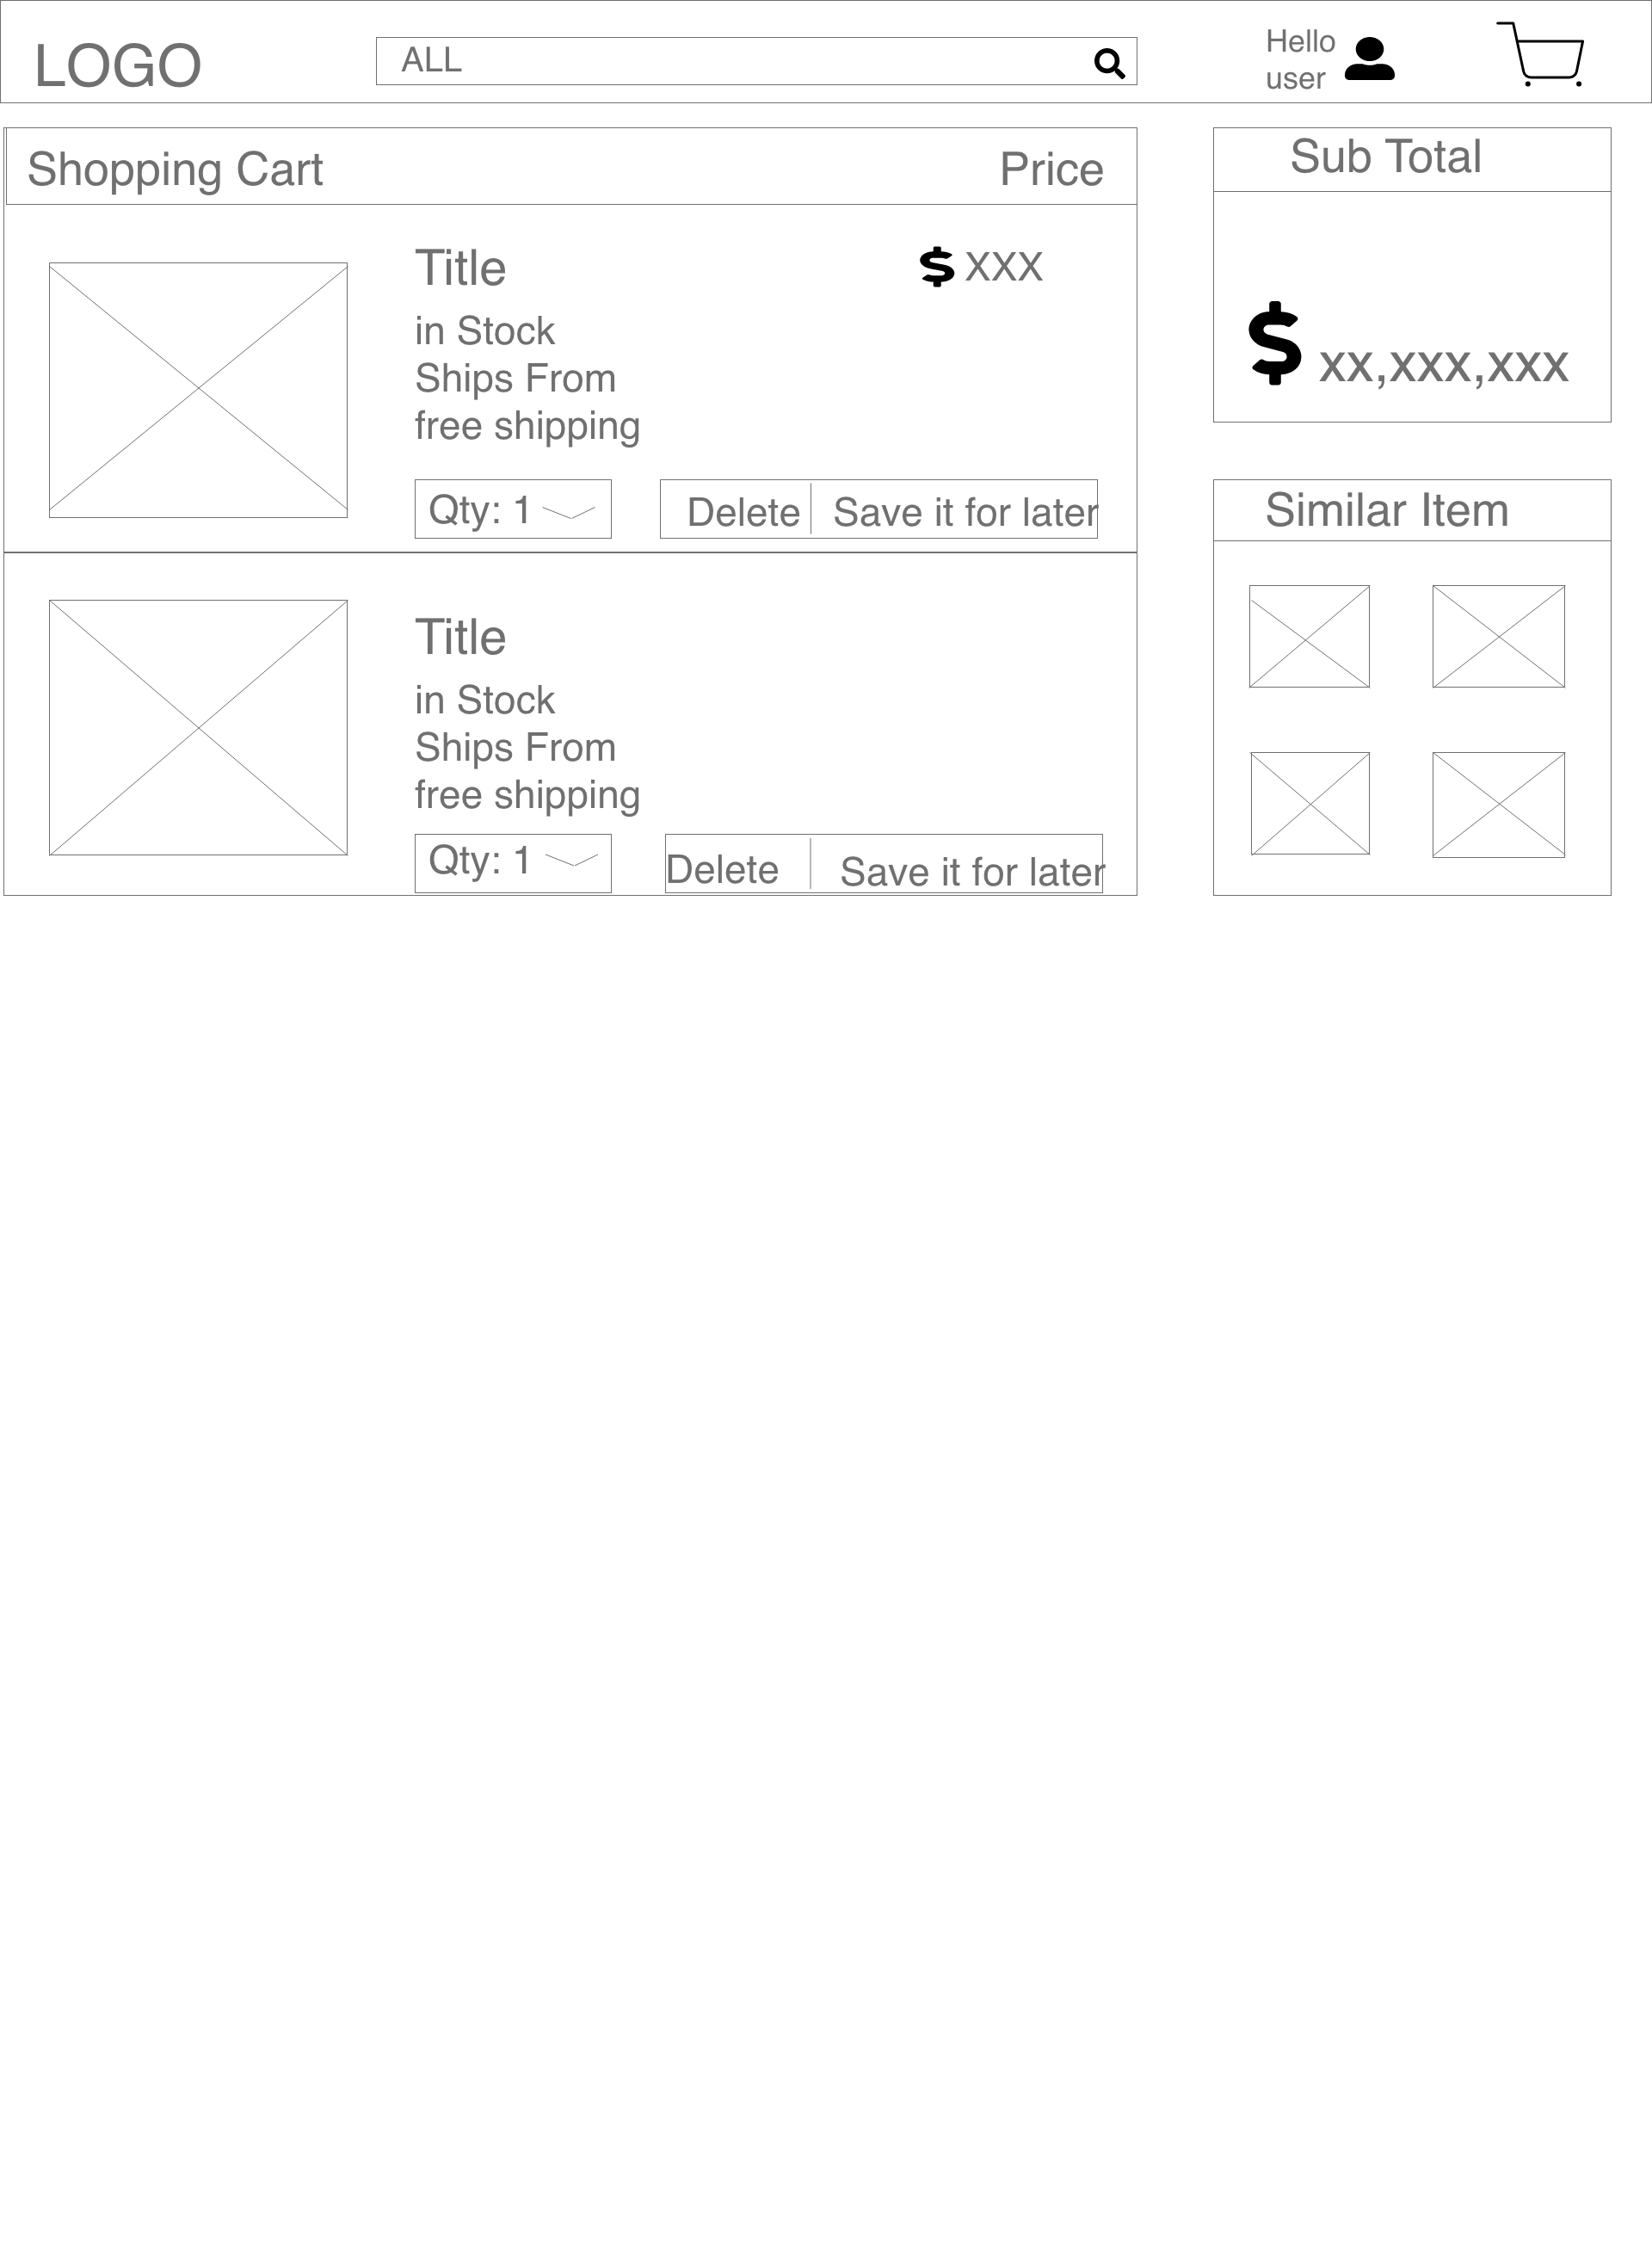 LOGO
ALL
Hello
user
Shopping Cart
Price
Title
$ XXX
in Stock
Ships From
free shipping
Qty: 1
Delete
Save it for later
Title
in Stock
Ships From
free shipping
Qty: 1
Delete
Save it for later
Sub Total
$ xx,xxx,xxx
Similar Item